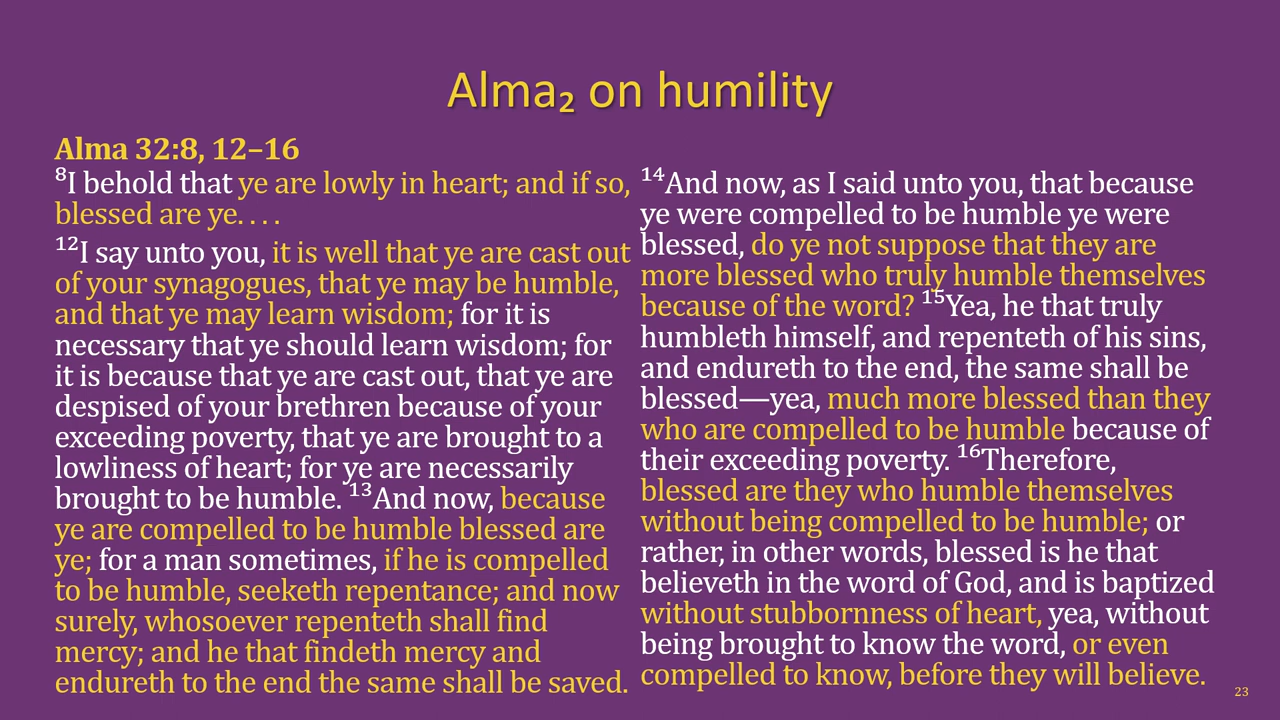 Alma₂ on humility
Alma 32:8, 12–16
⁸I behold that ye are lowly in heart; and if so,
blessed are ye. . . .
¹²I say unto you, it is well that ye are cast out
of your synagogues, that ye may be humble,
and that ye may learn wisdom; for it is
necessary that ye should learn wisdom; for
it is because that ye are cast out, that ye are
despised of your brethren because of your
exceeding poverty, that ye are brought to a
lowliness of heart; for ye are necessarily
brought to be humble. ¹³And now, because
ye are compelled to be humble blessed are
ye; for a man sometimes, if he is compelled
to be humble, seeketh repentance; and now
surely, whosoever repenteth shall find
mercy; and he that findeth mercy and
endureth to the end the same shall be saved.
¹⁴And now, as I said unto you, that because
ye were compelled to be humble ye were
blessed, do ye not suppose that they are
more blessed who truly humble themselves
because of the word? ¹⁵Yea, he that truly
humbleth himself, and repenteth of his sins,
and endureth to the end, the same shall be
blessed—yea, much more blessed than they
who are compelled to be humble because of
their exceeding poverty. ¹⁶Therefore,
blessed are they who humble themselves
without being compelled to be humble; or
rather, in other words, blessed is he that
believeth in the word of God, and is baptized
without stubbornness of heart, yea, without
being brought to know the word, or even
compelled to know, before they will believe.
23